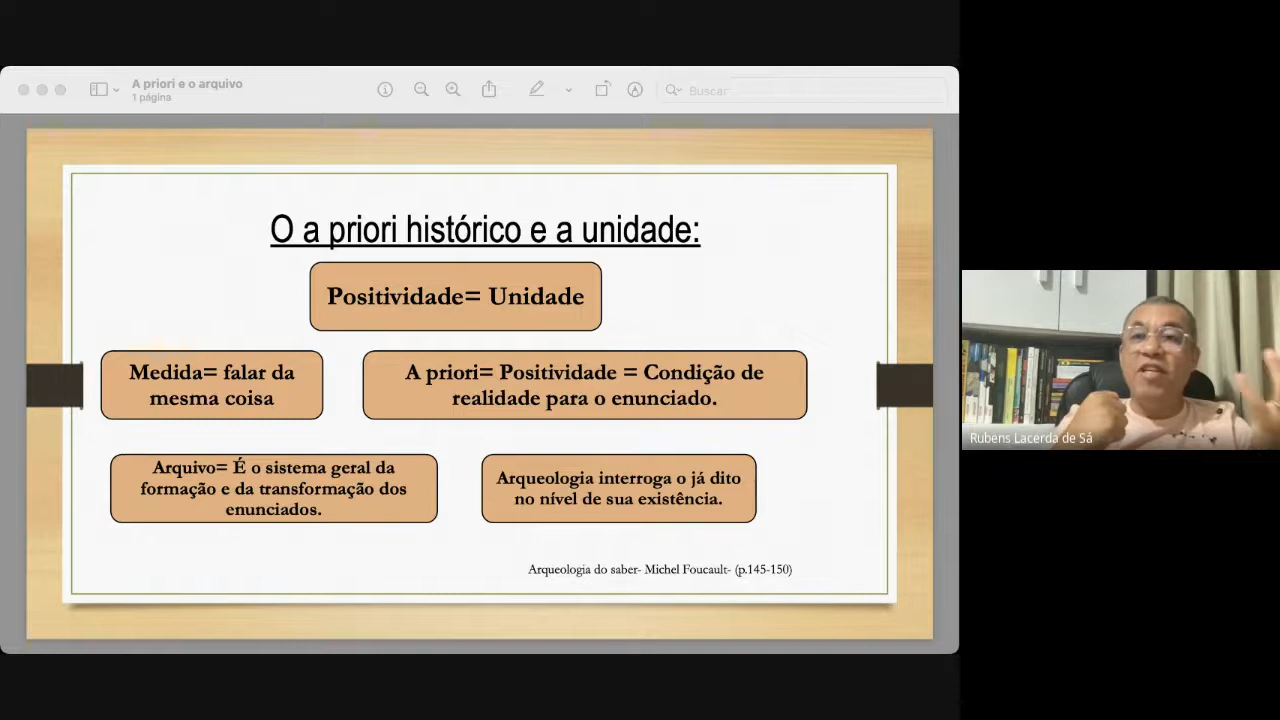 A priori e o arquivo
1 página
Buscar
O a priori histórico e a unidade:
Positividade= Unidade
Medida= falar da
mesma coisa
A priori= Positividade = Condição de
realidade para o enunciado.
Arquivo= É o sistema geral da
formação e da transformação dos
enunciados.
Arqueologia interroga o já dito
no nível de sua existência.
Arqueologia do saber- Michel Foucault- (p.145-150)
Rubens Lacerda de Sá